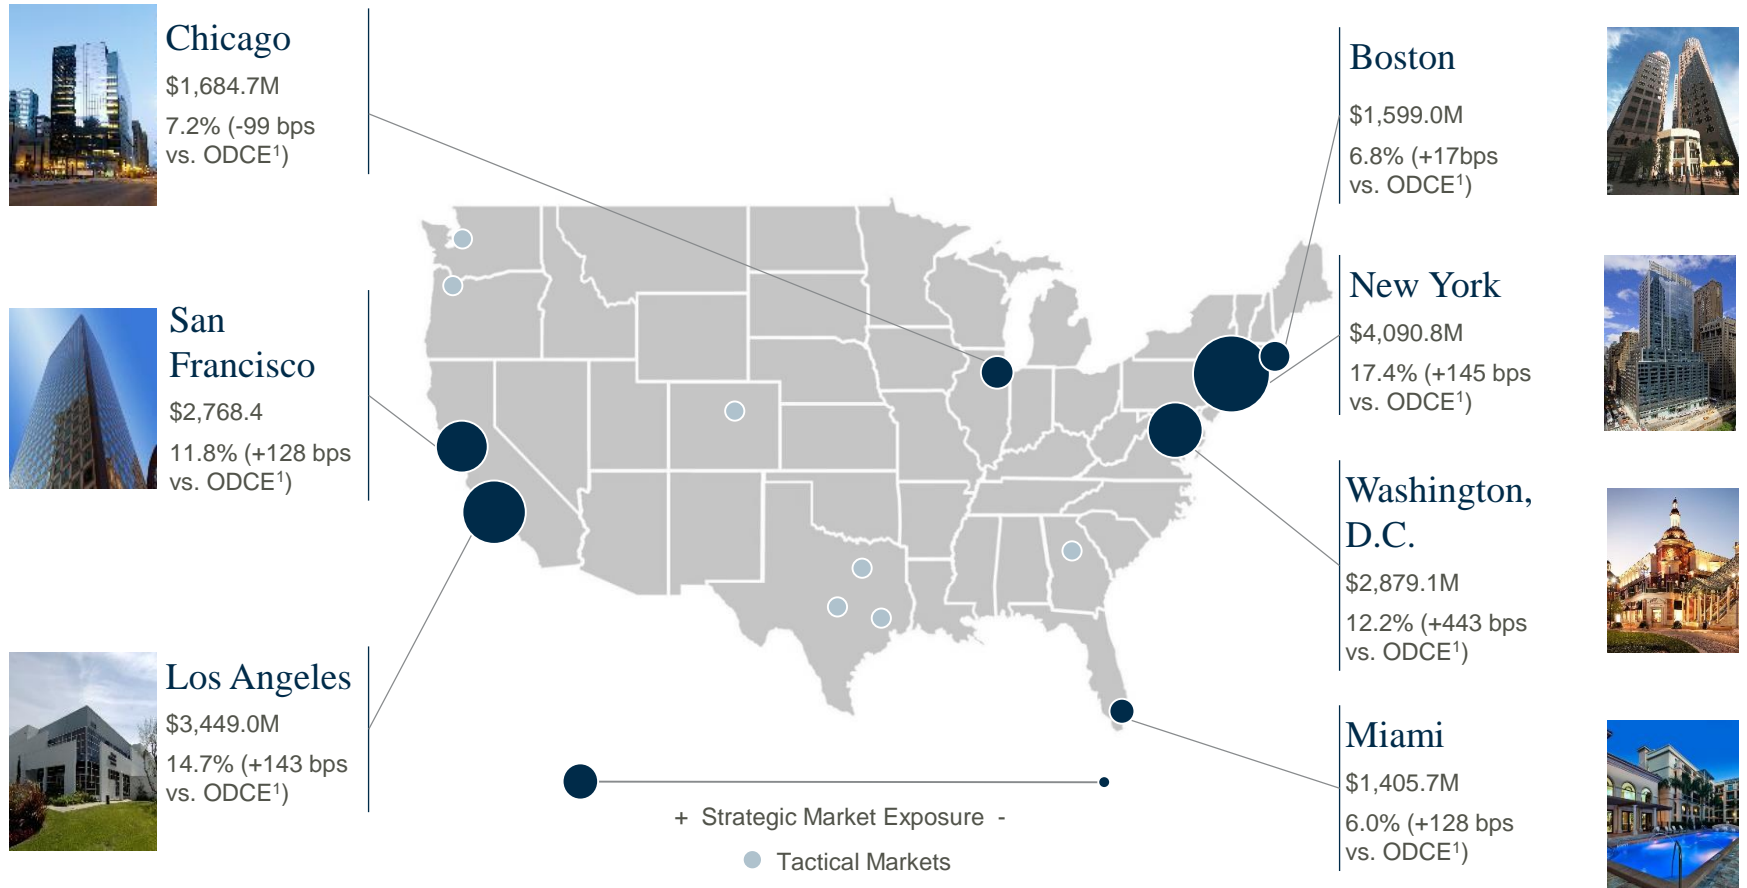 Chicago
$1,684.7M
7.2% (-99 bps
vs. ODCE¹)
San
Francisco
$2,768.4
11.8% (+128 bps
vs. ODCE¹)
Los Angeles
$3,449.0M
14.7% (+143 bps
vs. ODCE¹)
Boston
$1,599.0M
6.8% (+17bps
vs. ODCE¹)
New York
$4,090.8M
17.4% (+145 bps
vs. ODCE¹)
Washington,
D.C.
$2,879.1M
12.2% (+443 bps
vs. ODCE¹)
Miami
$1,405.7M
6.0% (+128 bps
vs. ODCE¹)
+ Strategic Market Exposure -
Tactical Markets